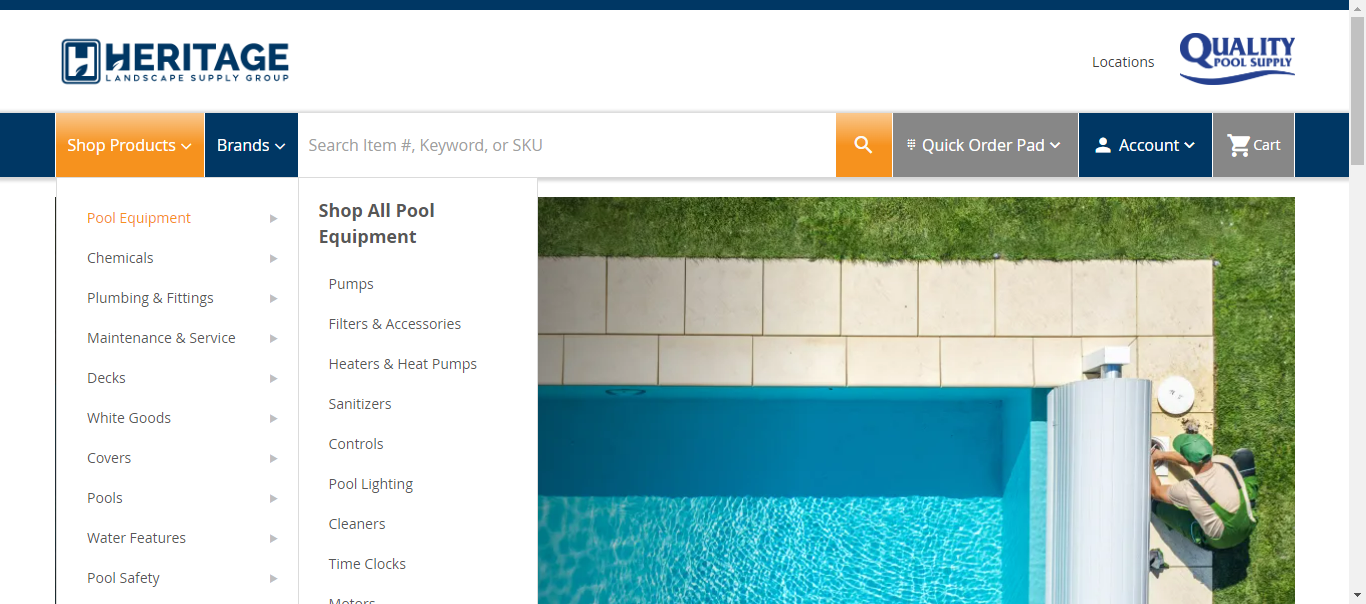 HERITAGE
LANDSCAPE SUPPLY GROUP
Locations
QUALITY
POOL SUPPLY
Shop Products
Brands
Search Item #, Keyword, or SKU
Quick Order Pad
Account
Cart
Pool Equipment
Chemicals
Plumbing & Fittings
Maintenance & Service
Decks
White Goods
Covers
Pools
Water Features
Pool Safety
Shop All Pool
Equipment
Pumps
Filters & Accessories
Heaters & Heat Pumps
Sanitizers
Controls
Pool Lighting
Cleaners
Time Clocks
Motors